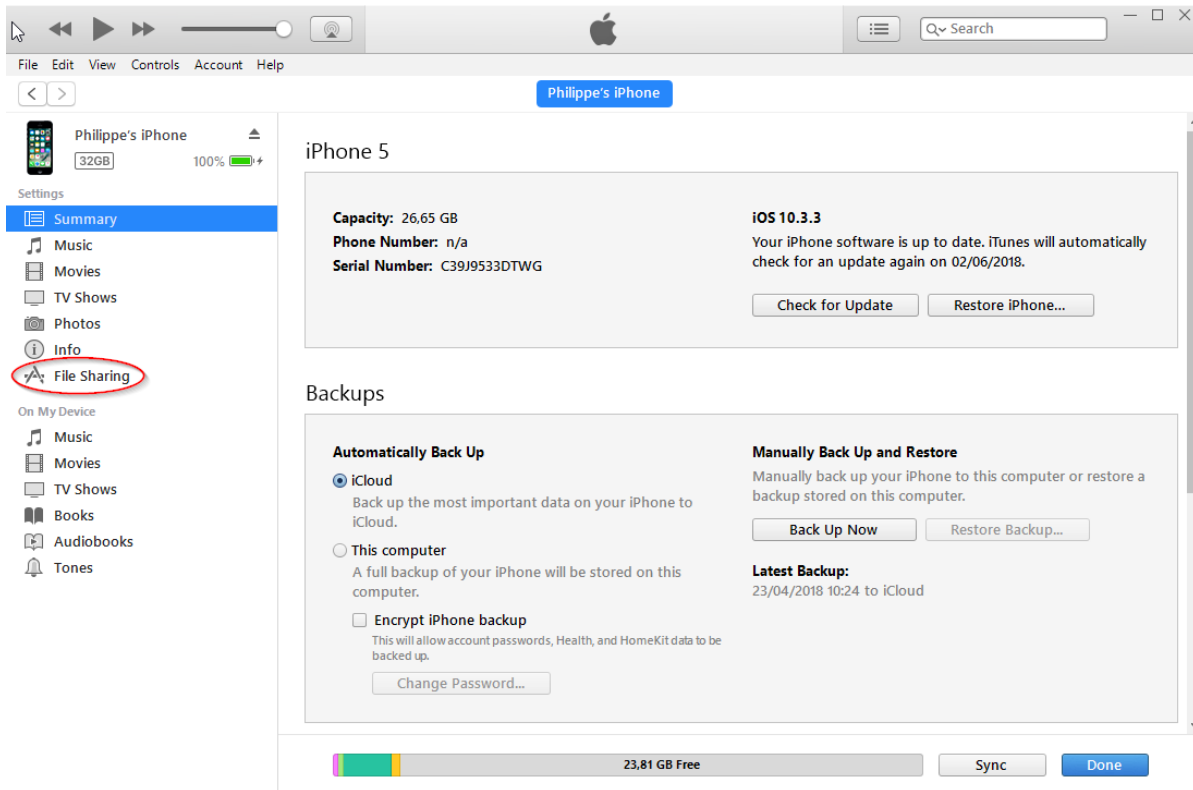 Search
File Edit View Controls Account Help
Philippe's iPhone
Philippe's iPhone
32GB 100%
Settings
Summary
Music
Movies
TV Shows
Photos
Info
File Sharing
On My Device
Music
Movies
TV Shows
Books
Audiobooks
Tones
iPhone 5
Capacity: 26,65 GB
Phone Number: n/a
Serial Number: C39J9533DTWG
iOS 10.3.3
Your iPhone software is up to date. iTunes will automatically
check for an update again on 02/06/2018.
Check for Update Restore iPhone...
Backups
Automatically Back Up
iCloud
Back up the most important data on your iPhone to
iCloud.
This computer
A full backup of your iPhone will be stored on this
computer.
Encrypt iPhone backup
This will allow account passwords, Health, and HomeKit data to be
backed up.
Change Password...
Manually Back Up and Restore
Manually back up your iPhone to this computer or restore a
backup stored on this computer.
Back Up Now Restore Backup...
Latest Backup:
23/04/2018 10:24 to iCloud
23,81 GB Free Sync Done